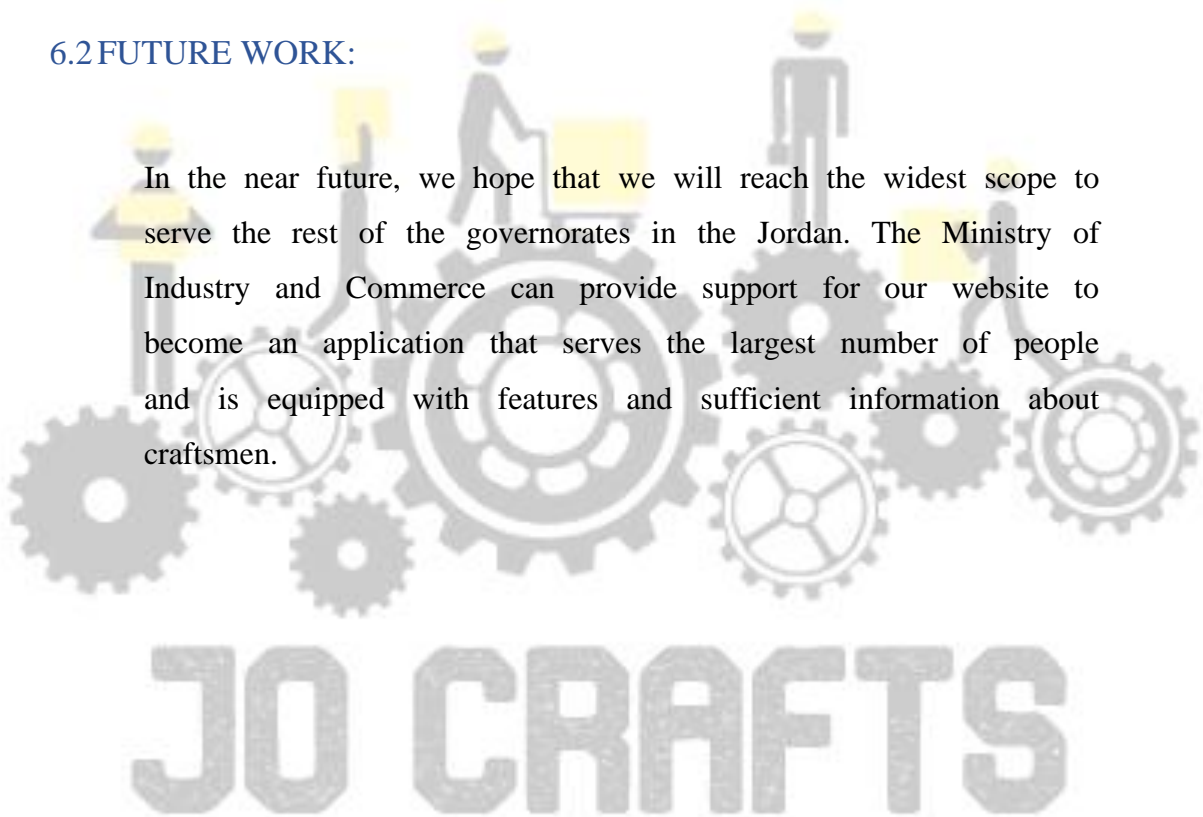 6.2 FUTURE WORK:
In the near future, we hope that we will reach the widest scope to
serve the rest of the governorates in the Jordan. The Ministry of
Industry and Commerce can provide support for our website to
become an application that serves the largest number of people
and is equipped with features and sufficient information about
craftsmen.
JO CRAFTS